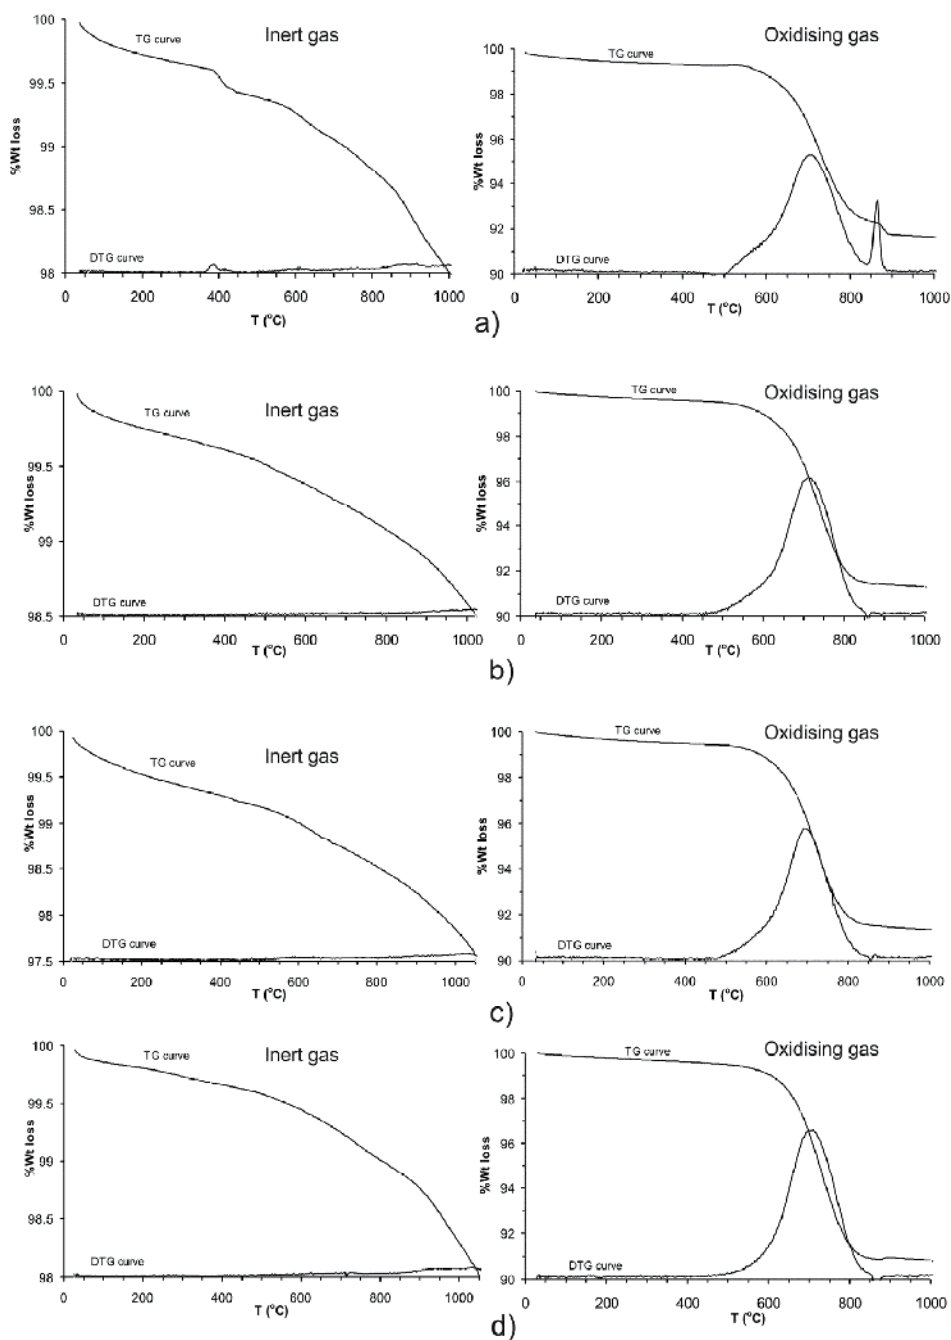 Inert gas
TG curve
DTG curve
%Wt loss
100
99.5
99
98.5
98
0 200 400 600 800 1000
T (°C)
Oxidising gas
TG curve
%Wt loss
100
98
96
94
92
90
0 200 400 600 800 1000
T (°C)
a)
Inert gas
TG curve
DTG curve
%Wt loss
100
99.5
99
98.5
0 200 400 600 800 1000
T (°C)
Oxidising gas
TG curve
DTG curve
%Wt loss
100
98
96
94
92
90
0 200 400 600 800 1000
T (°C)
b)
Inert gas
TG curve
DTG curve
%Wt loss
100
99.5
99
98.5
98
97.5
0 200 400 600 800 1000
T (°C)
Oxidising gas
TG curve
DTG curve
%Wt loss
100
98
96
94
92
90
0 200 400 600 800 1000
T (°C)
c)
Inert gas
TG curve
DTG curve
%Wt loss
100
99.5
99
98.5
98
0 200 400 600 800 1000
T (°C)
Oxidising gas
TG curve
DTG curve
%Wt loss
100
98
96
94
92
90
0 200 400 600 800 1000
T (°C)
d)